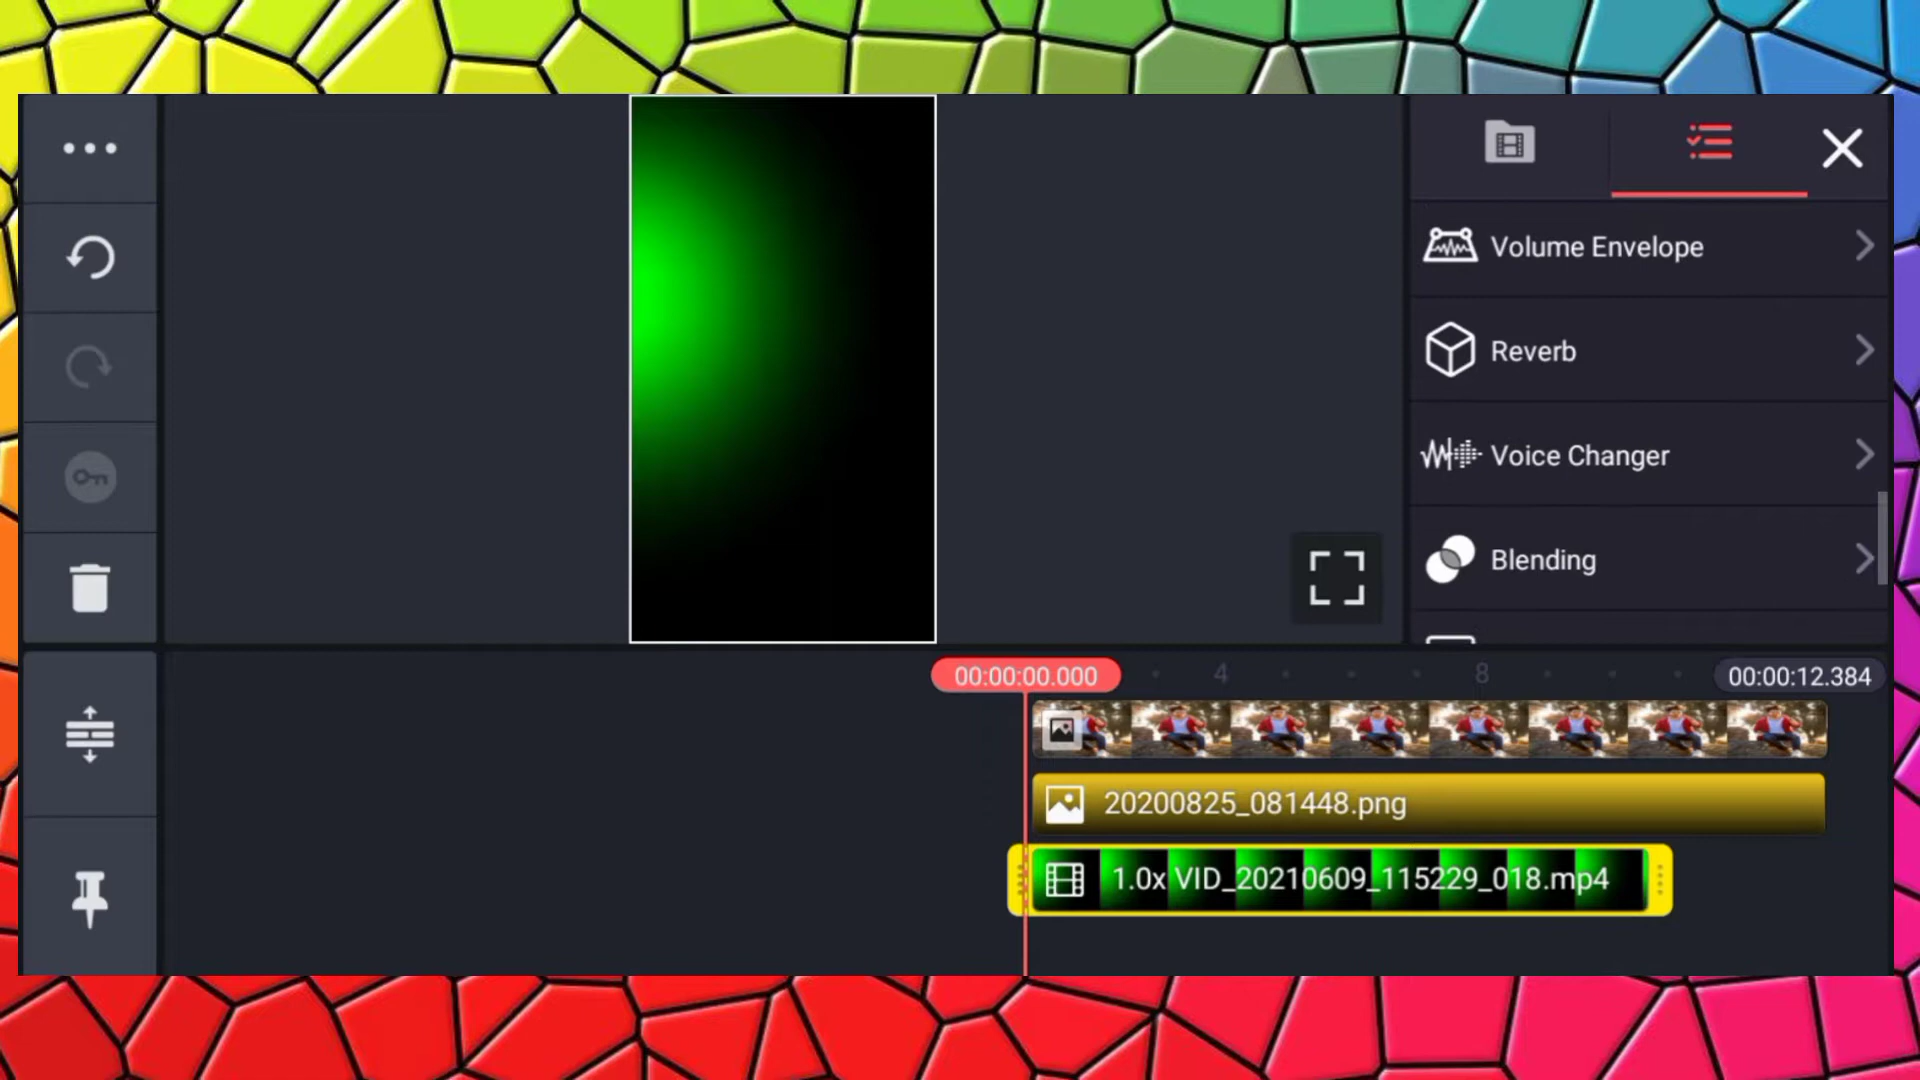 Volume Envelope
Reverb
Voice Changer
Blending
00:00:00.000
4
8
00:00:12.384
20200825_081448.png
1.0x VID_20210609_115229_018.mp4